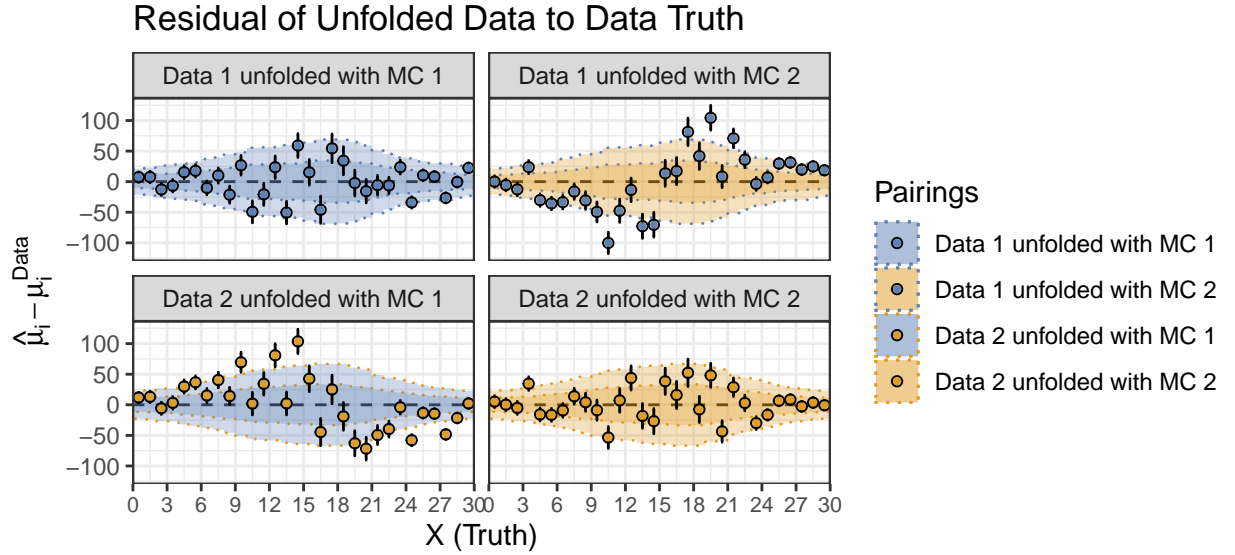 Residual of Unfolded Data to Data Truth
Data 1 unfolded with MC 1
Data 1 unfolded with MC 2
100
50
0
−50
−100
Data 2 unfolded with MC 1
Data 2 unfolded with MC 2
100
50
0
−50
−100
0 3 6 9 12 15 18 21 24 27 30
0 3 6 9 12 15 18 21 24 27 30
X (Truth)
μ̂ᵢ − μᵢ^Data
Pairings
Data 1 unfolded with MC 1
Data 1 unfolded with MC 2
Data 2 unfolded with MC 1
Data 2 unfolded with MC 2